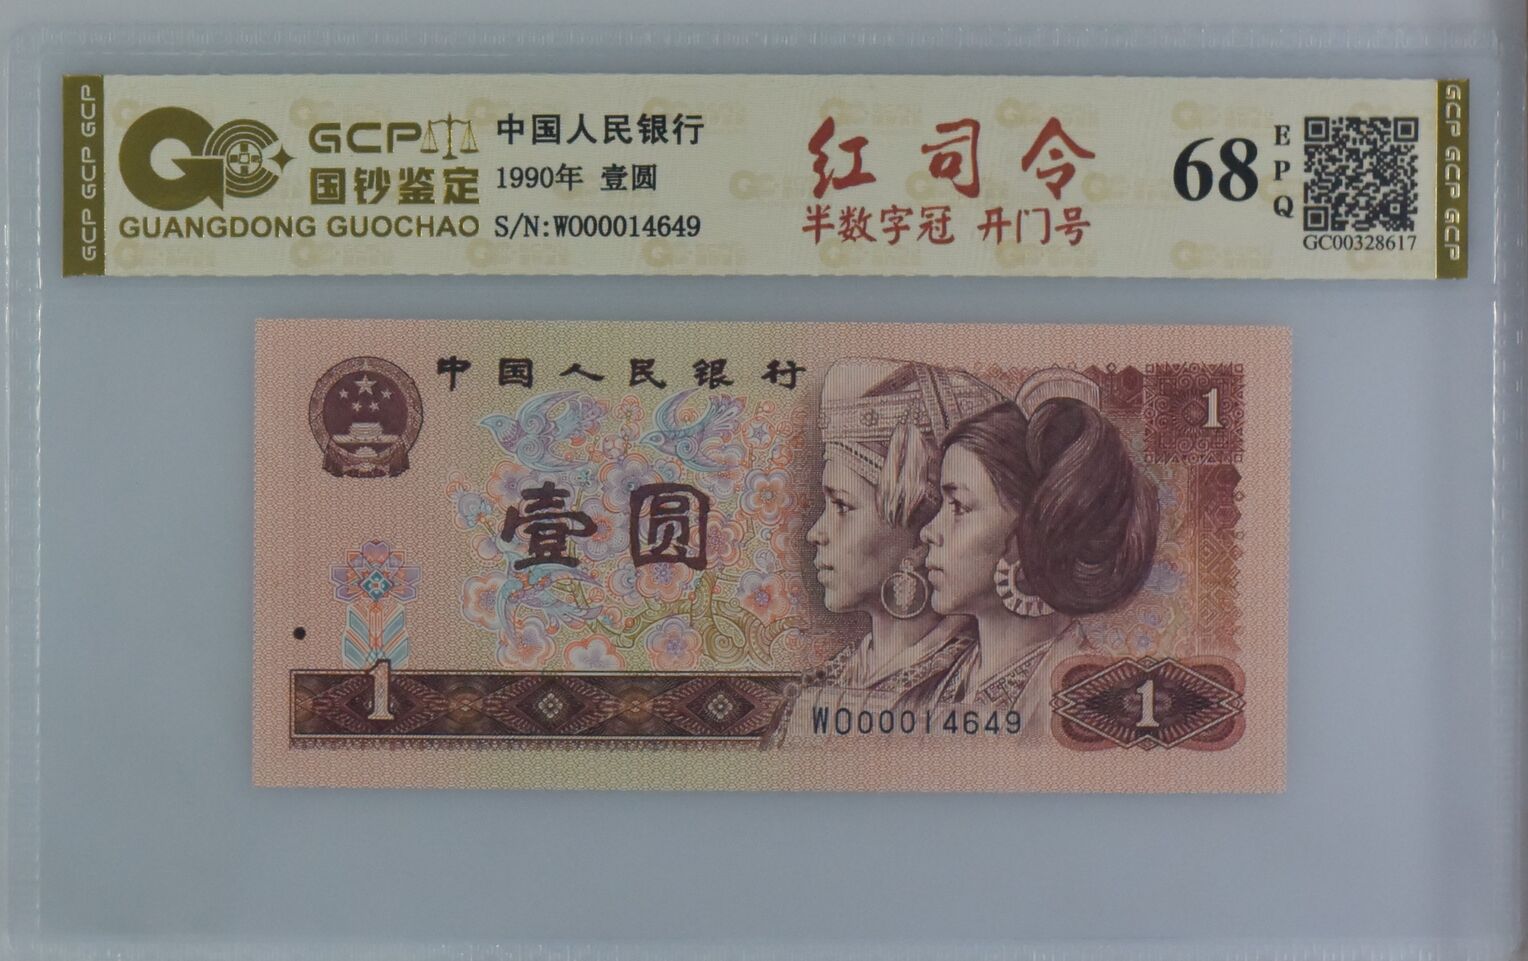 GCP GCP GCP
GCP
国钞鉴定
GUANGDONG GUOCHAO
中国人民银行
1990年 壹圆
S/N:WO00014649
红司令
半数字冠 开门号
68
EPQ
GC00328617
GCP GCP GCP
中国人民银行
1
壹圆
1
1
WO00014649